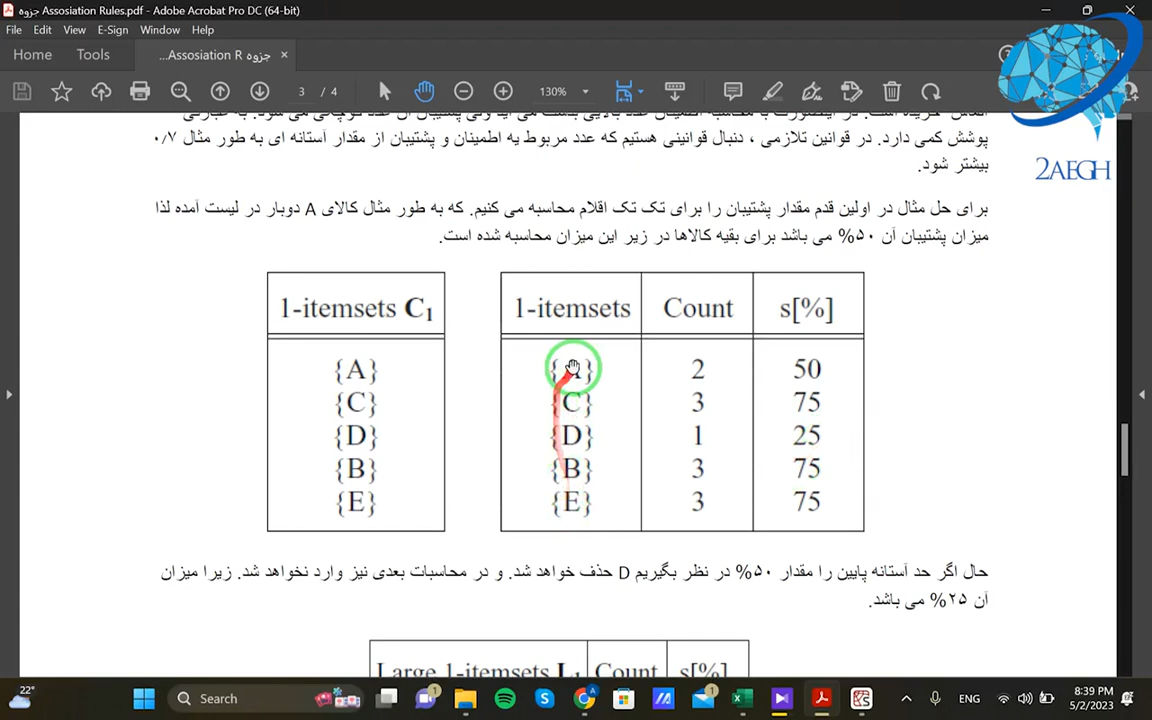 جزوه Assosiation Rules.pdf - Adobe Acrobat Pro DC (64-bit)
File Edit View E-Sign Window Help
Home Tools جزوه Assosiation R... ×
3 / 4 130%
2AEGH
پوشش کمی دارد. در قوانین تلازمی ، دنبال قوانینی هستیم که عدد مربوط یه اطمینان و پشتیبان از مقدار آستانه ای به طور مثال ۰/۷
بیشتر شود.
برای حل مثال در اولین قدم مقدار پشتیبان را برای تک تک اقلام محاسبه می کنیم. که به طور مثال کالای A دوبار در لیست آمده لذا
میزان پشتیبان آن ۵۰% می باشد برای بقیه کالاها در زیر این میزان محاسبه شده است.
1-itemsets C1 1-itemsets Count s[%]
{A} {A} 2 50
{C} {C} 3 75
{D} {D} 1 25
{B} {B} 3 75
{E} {E} 3 75
حال اگر حد آستانه پایین را مقدار ۵۰% در نظر بگیریم D حذف خواهد شد. و در محاسبات بعدی نیز وارد نخواهد شد. زیرا میزان
آن ۲۵% می باشد.
Large 1-itemsets L1 Count s[%]
22° Search ENG 8:39 PM
5/2/2023